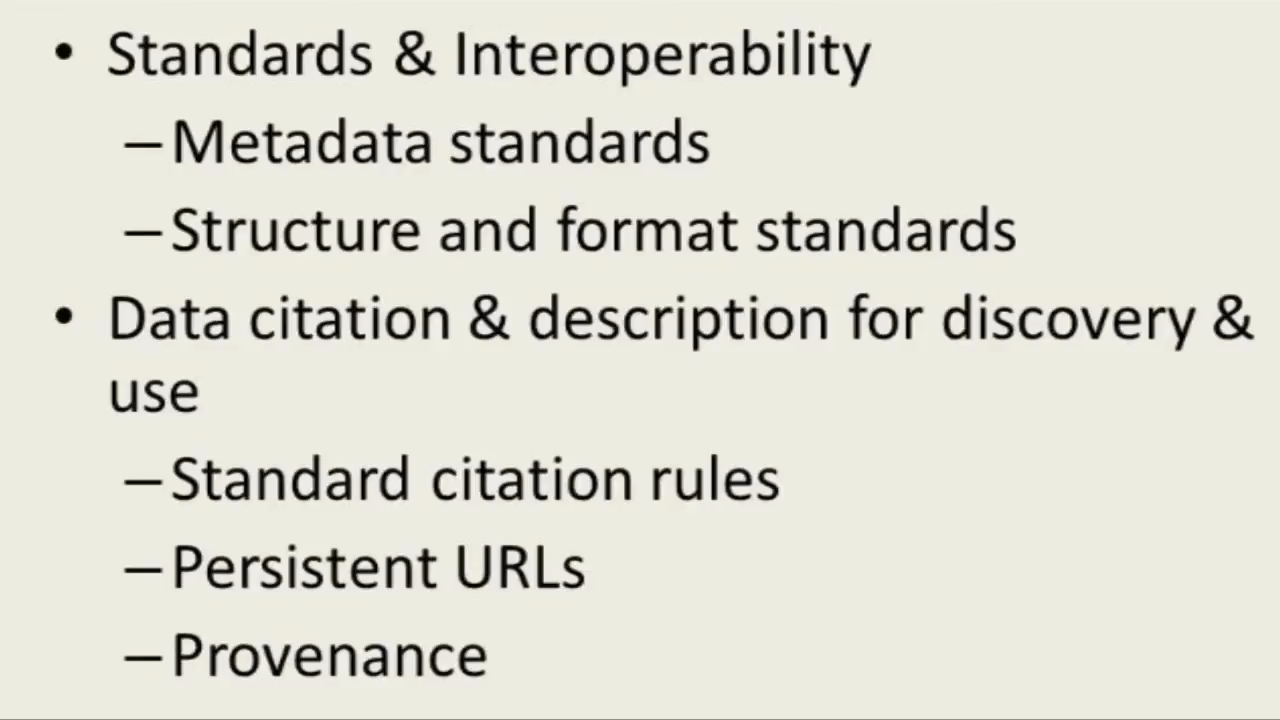 • Standards & Interoperability
– Metadata standards
– Structure and format standards
• Data citation & description for discovery &
use
– Standard citation rules
– Persistent URLs
– Provenance